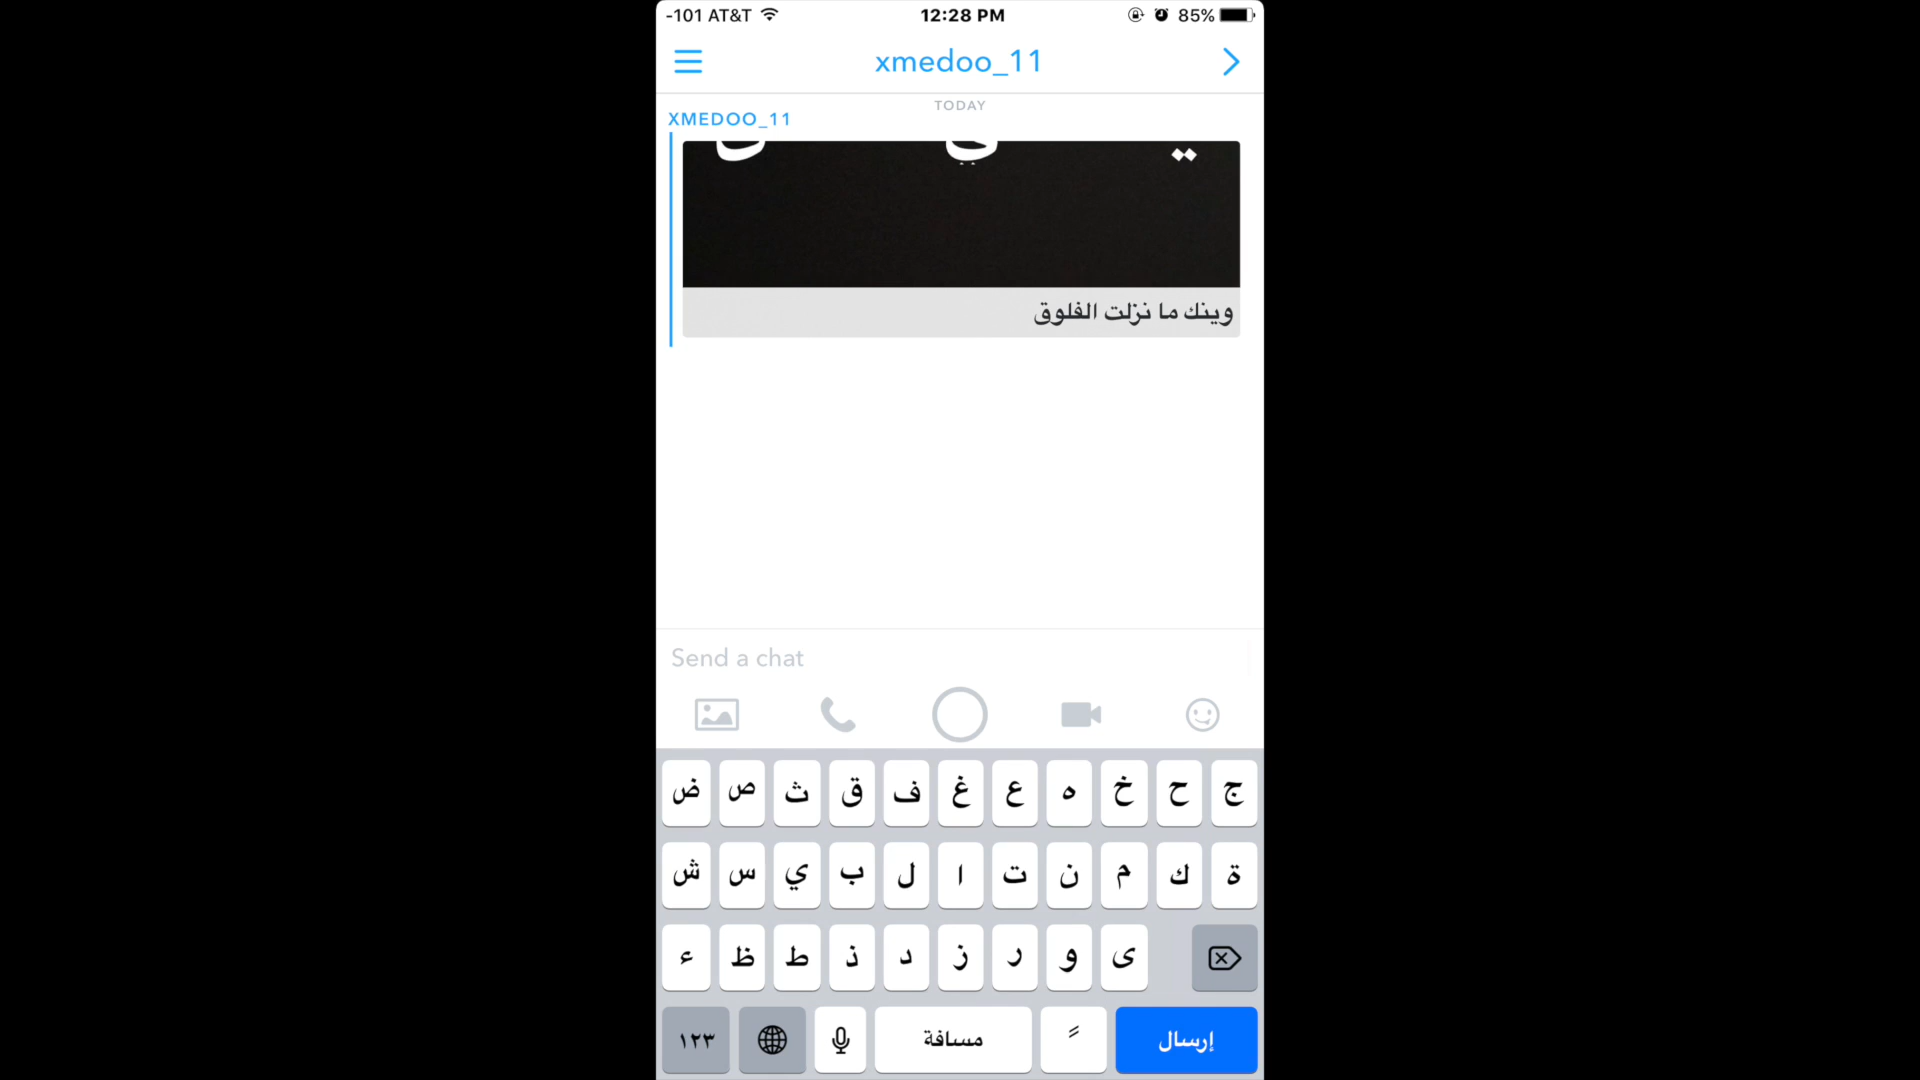 -101 AT&T 12:28 PM 85%
xmedoo_11
TODAY
XMEDOO_11
وينك ما نزلت الفلوق
Send a chat
ض ص ث ق ف غ ع ه خ ح ج
ش س ي ب ل ا ت ن م ك ة
ء ظ ط ذ د ز ر و ى
١٢٣ مسافة إرسال